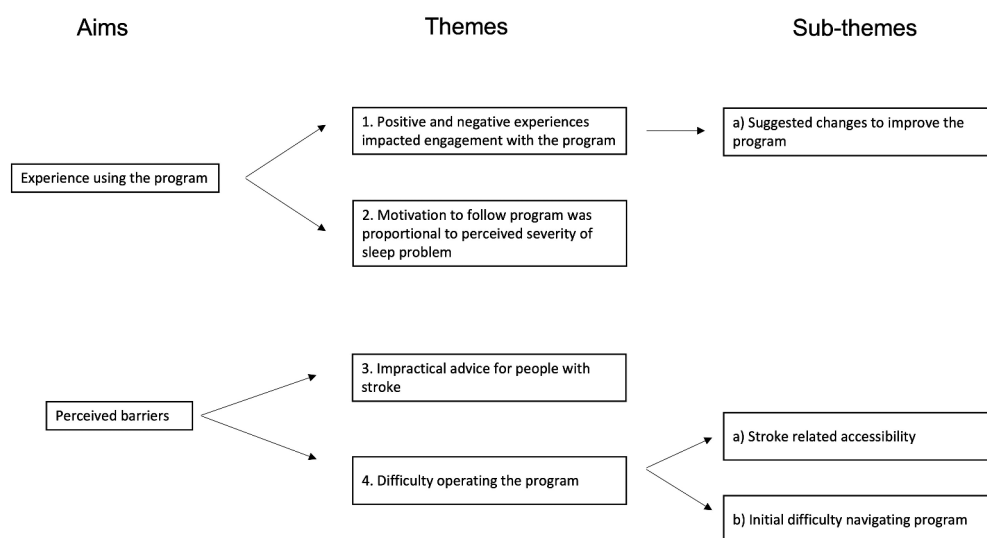 Aims
Themes
Sub-themes
1. Positive and negative experiences
impacted engagement with the program
a) Suggested changes to improve the
program
Experience using the program
2. Motivation to follow program was
proportional to perceived severity of
sleep problem
3. Impractical advice for people with
stroke
Perceived barriers
a) Stroke related accessibility
4. Difficulty operating the program
b) Initial difficulty navigating program